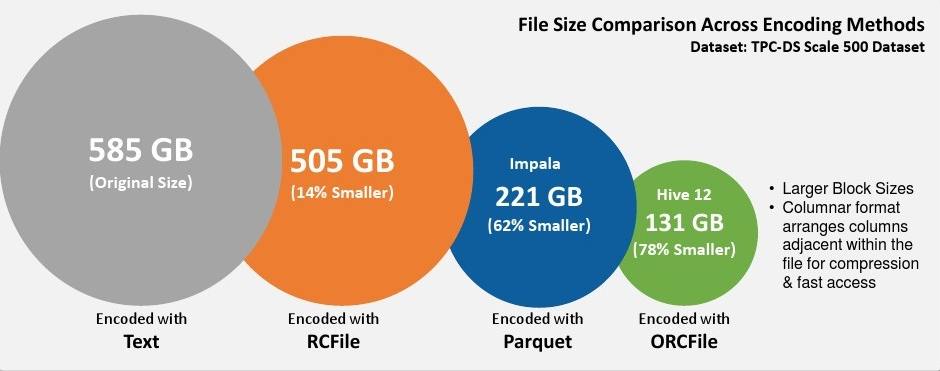 File Size Comparison Across Encoding Methods
Dataset: TPC-DS Scale 500 Dataset
585 GB
(Original Size)
505 GB
(14% Smaller)
Impala
221 GB
(62% Smaller)
Hive 12
131 GB
(78% Smaller)
• Larger Block Sizes
• Columnar format
arranges columns
adjacent within the
file for compression
& fast access
Encoded with
Text
Encoded with
RCFile
Encoded with
Parquet
Encoded with
ORCFile